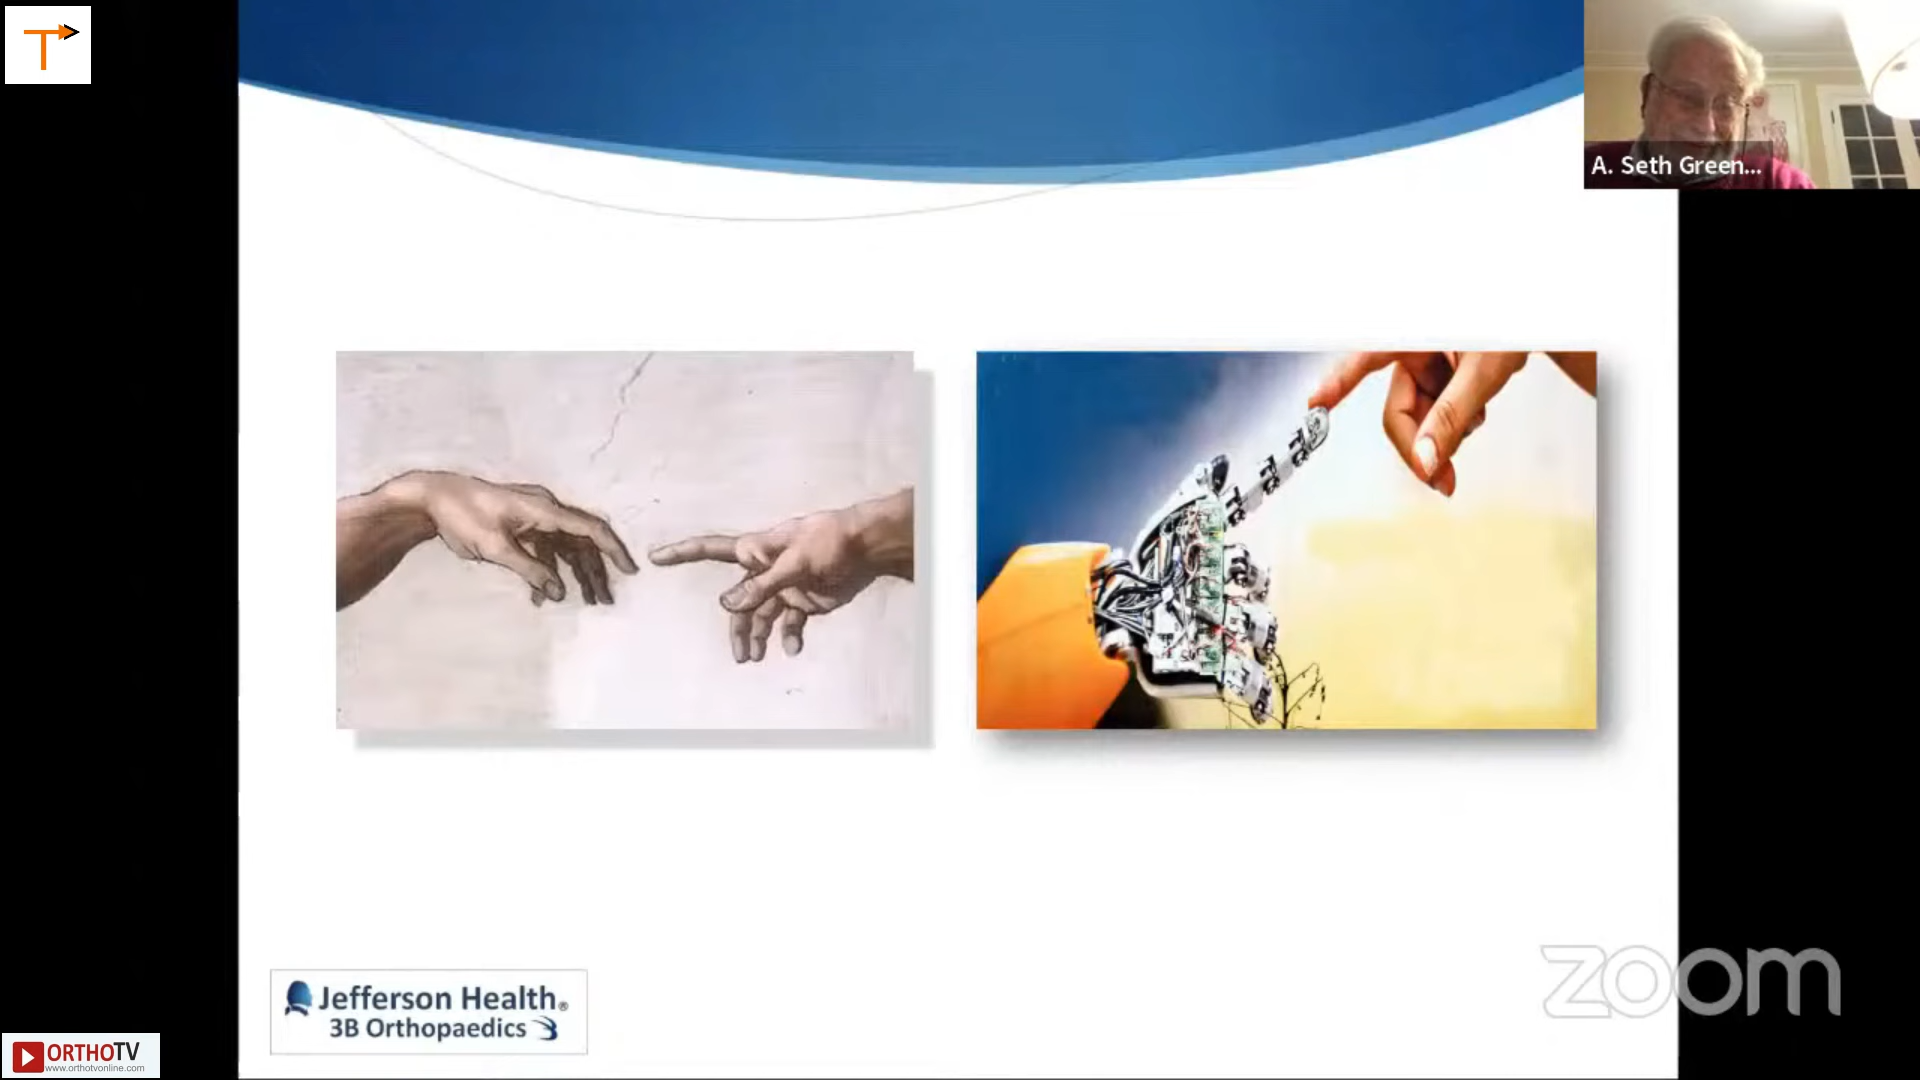 T
A. Seth Green...
Jefferson Health®
3B Orthopaedics
zoom
ORTHOTV
www.orthotvonline.com